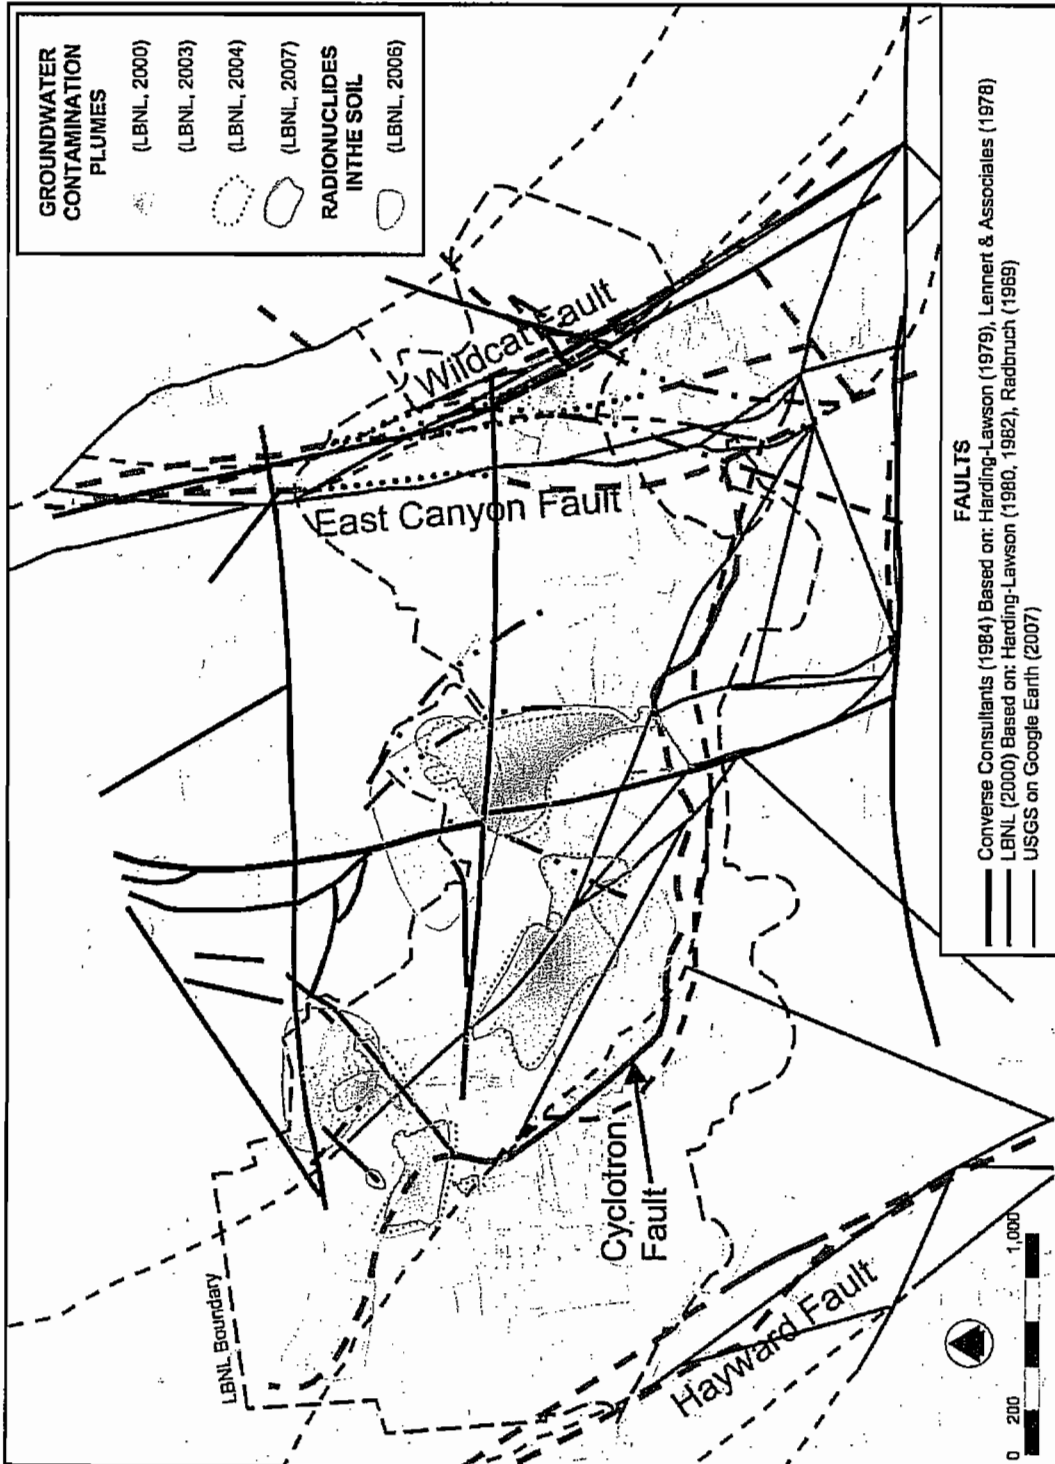 GROUNDWATER
CONTAMINATION
PLUMES
(LBNL, 2000)
(LBNL, 2003)
(LBNL, 2004)
(LBNL, 2007)
RADIONUCLIDES
INTHE SOIL
(LBNL, 2006)
Wildcat Fault
East Canyon Fault
Cyclotron
Fault
LBNL Boundary
Hayward Fault
0 200 1,000
FAULTS
Converse Consultants (1984) Based on: Harding-Lawson (1979), Lennert & Associales (1978)
LBNL (2000) Based on: Harding-Lawson (1980, 1982), Radbruch (1969)
USGS on Google Earth (2007)